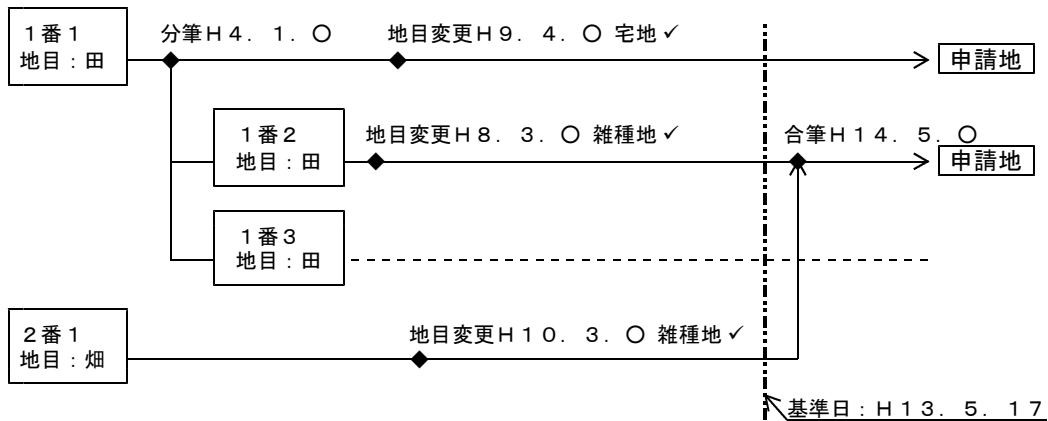 １番１
地目：田
分筆Ｈ４．１．〇
地目変更Ｈ９．４．〇 宅地✓
申請地
１番２
地目：田
地目変更Ｈ８．３．〇 雑種地✓
合筆Ｈ１４．５．〇
申請地
１番３
地目：田
２番１
地目：畑
地目変更Ｈ１０．３．〇 雑種地✓
基準日：Ｈ１３．５．１７